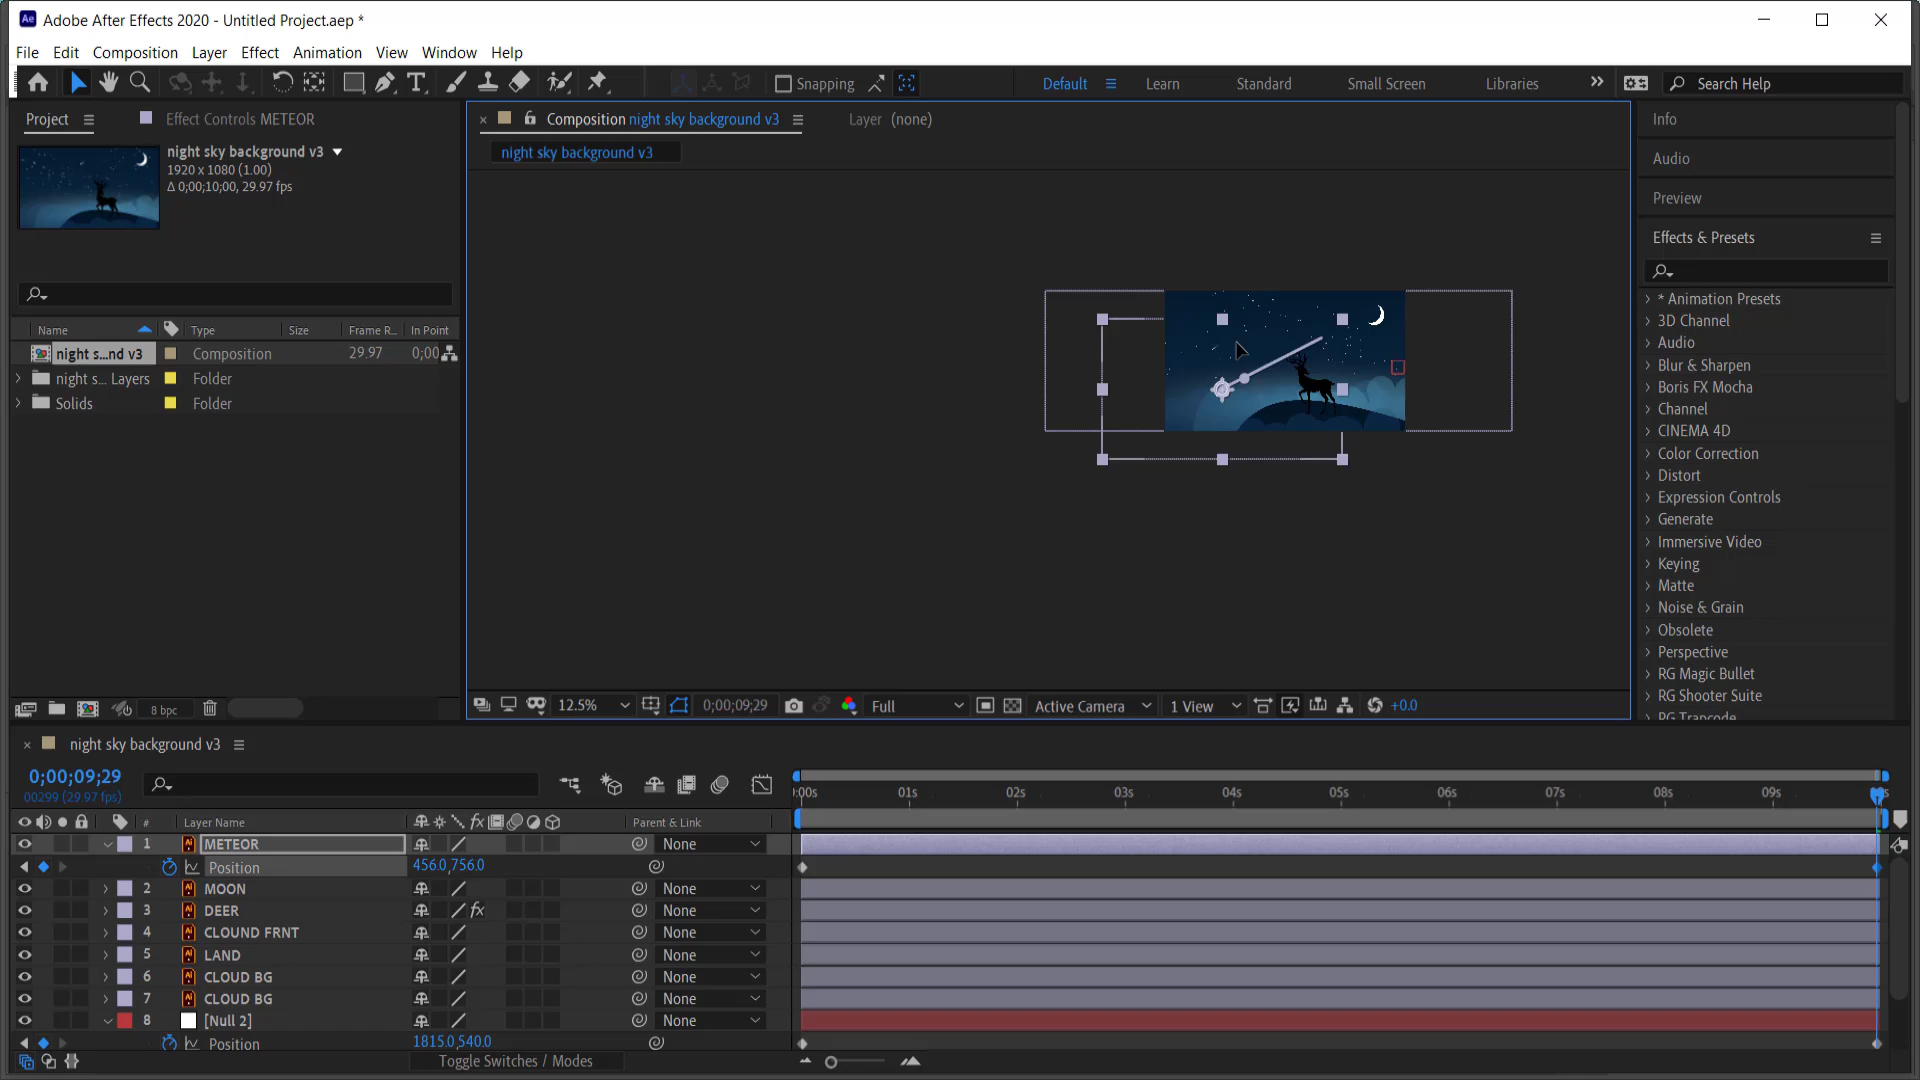 Ae Adobe After Effects 2020 - Untitled Project.aep *
File Edit Composition Layer Effect Animation View Window Help
Snapping Default Learn Standard Small Screen Libraries Search Help
Project Effect Controls METEOR
night sky background v3
1920 x 1080 (1.00)
Δ 0;00;10;00, 29.97 fps
Name Type Size Frame R... In Point
night s...nd v3 Composition 29.97 0;00
night s... Layers Folder
Solids Folder
8 bpc
Composition night sky background v3 Layer (none)
night sky background v3
12.5% 0;00;09;29 Full Active Camera 1 View +0.0
Info
Audio
Preview
Effects & Presets
* Animation Presets
3D Channel
Audio
Blur & Sharpen
Boris FX Mocha
Channel
CINEMA 4D
Color Correction
Distort
Expression Controls
Generate
Immersive Video
Keying
Matte
Noise & Grain
Obsolete
Perspective
RG Magic Bullet
RG Shooter Suite
RG Trapcode
night sky background v3
0;00;09;29
00299 (29.97 fps)
:00s 01s 02s 03s 04s 05s 06s 07s 08s 09s
# Layer Name Parent & Link
1 METEOR None
Position 456.0,756.0
2 MOON None
3 DEER fx None
4 CLOUND FRNT None
5 LAND None
6 CLOUD BG None
7 CLOUD BG None
8 [Null 2] None
Position 1815.0,540.0
Toggle Switches / Modes